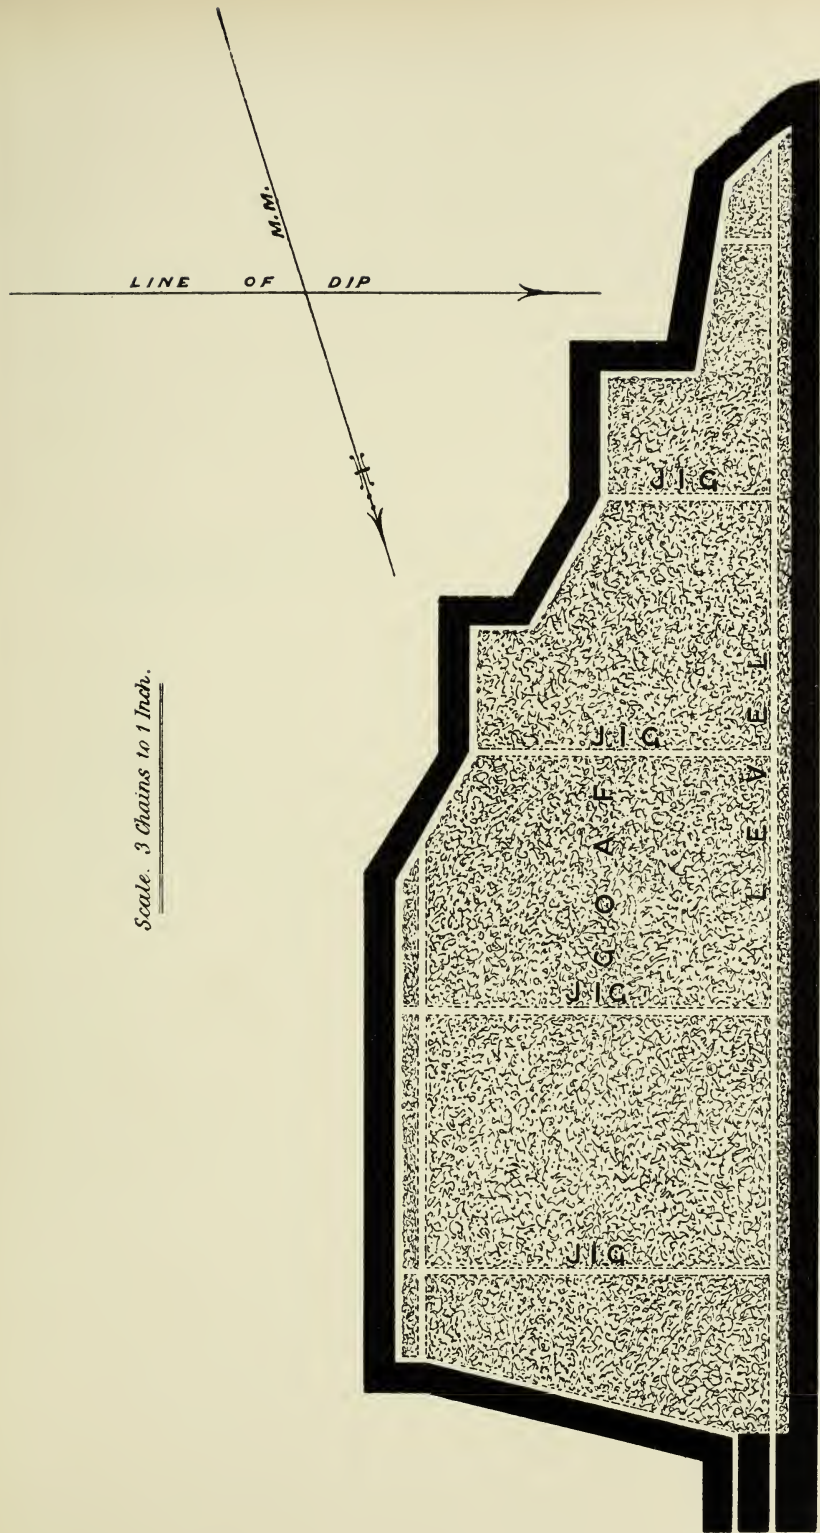 M.M.
LINE OF DIP
JIG
JIG
LEVEL
GOAF
JIG
JIG
Scale. 3 Chains to 1 Inch.